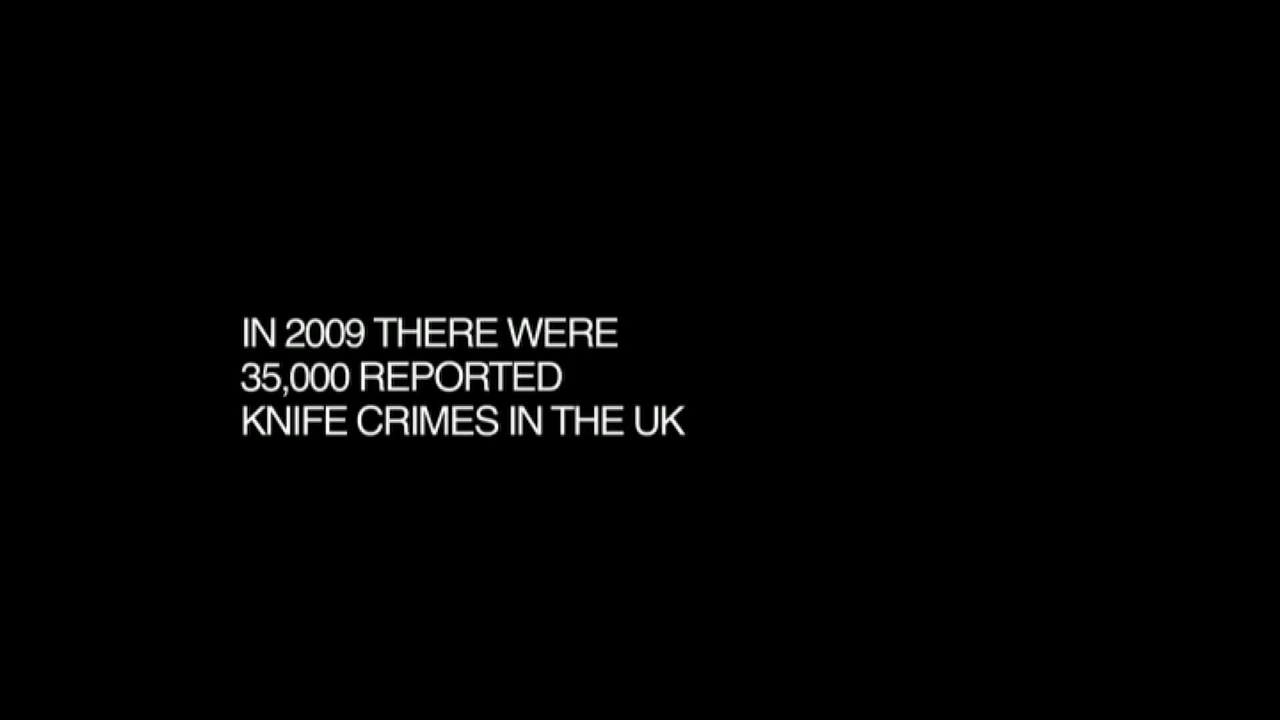 IN 2009 THERE WERE
35,000 REPORTED
KNIFE CRIMES IN THE UK